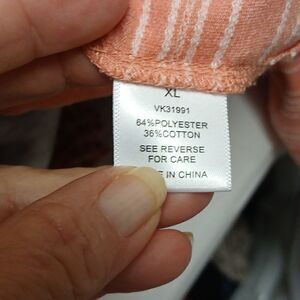 XL
VK31991
64%POLYESTER
36%COTTON
SEE REVERSE
FOR CARE
IN CHINA